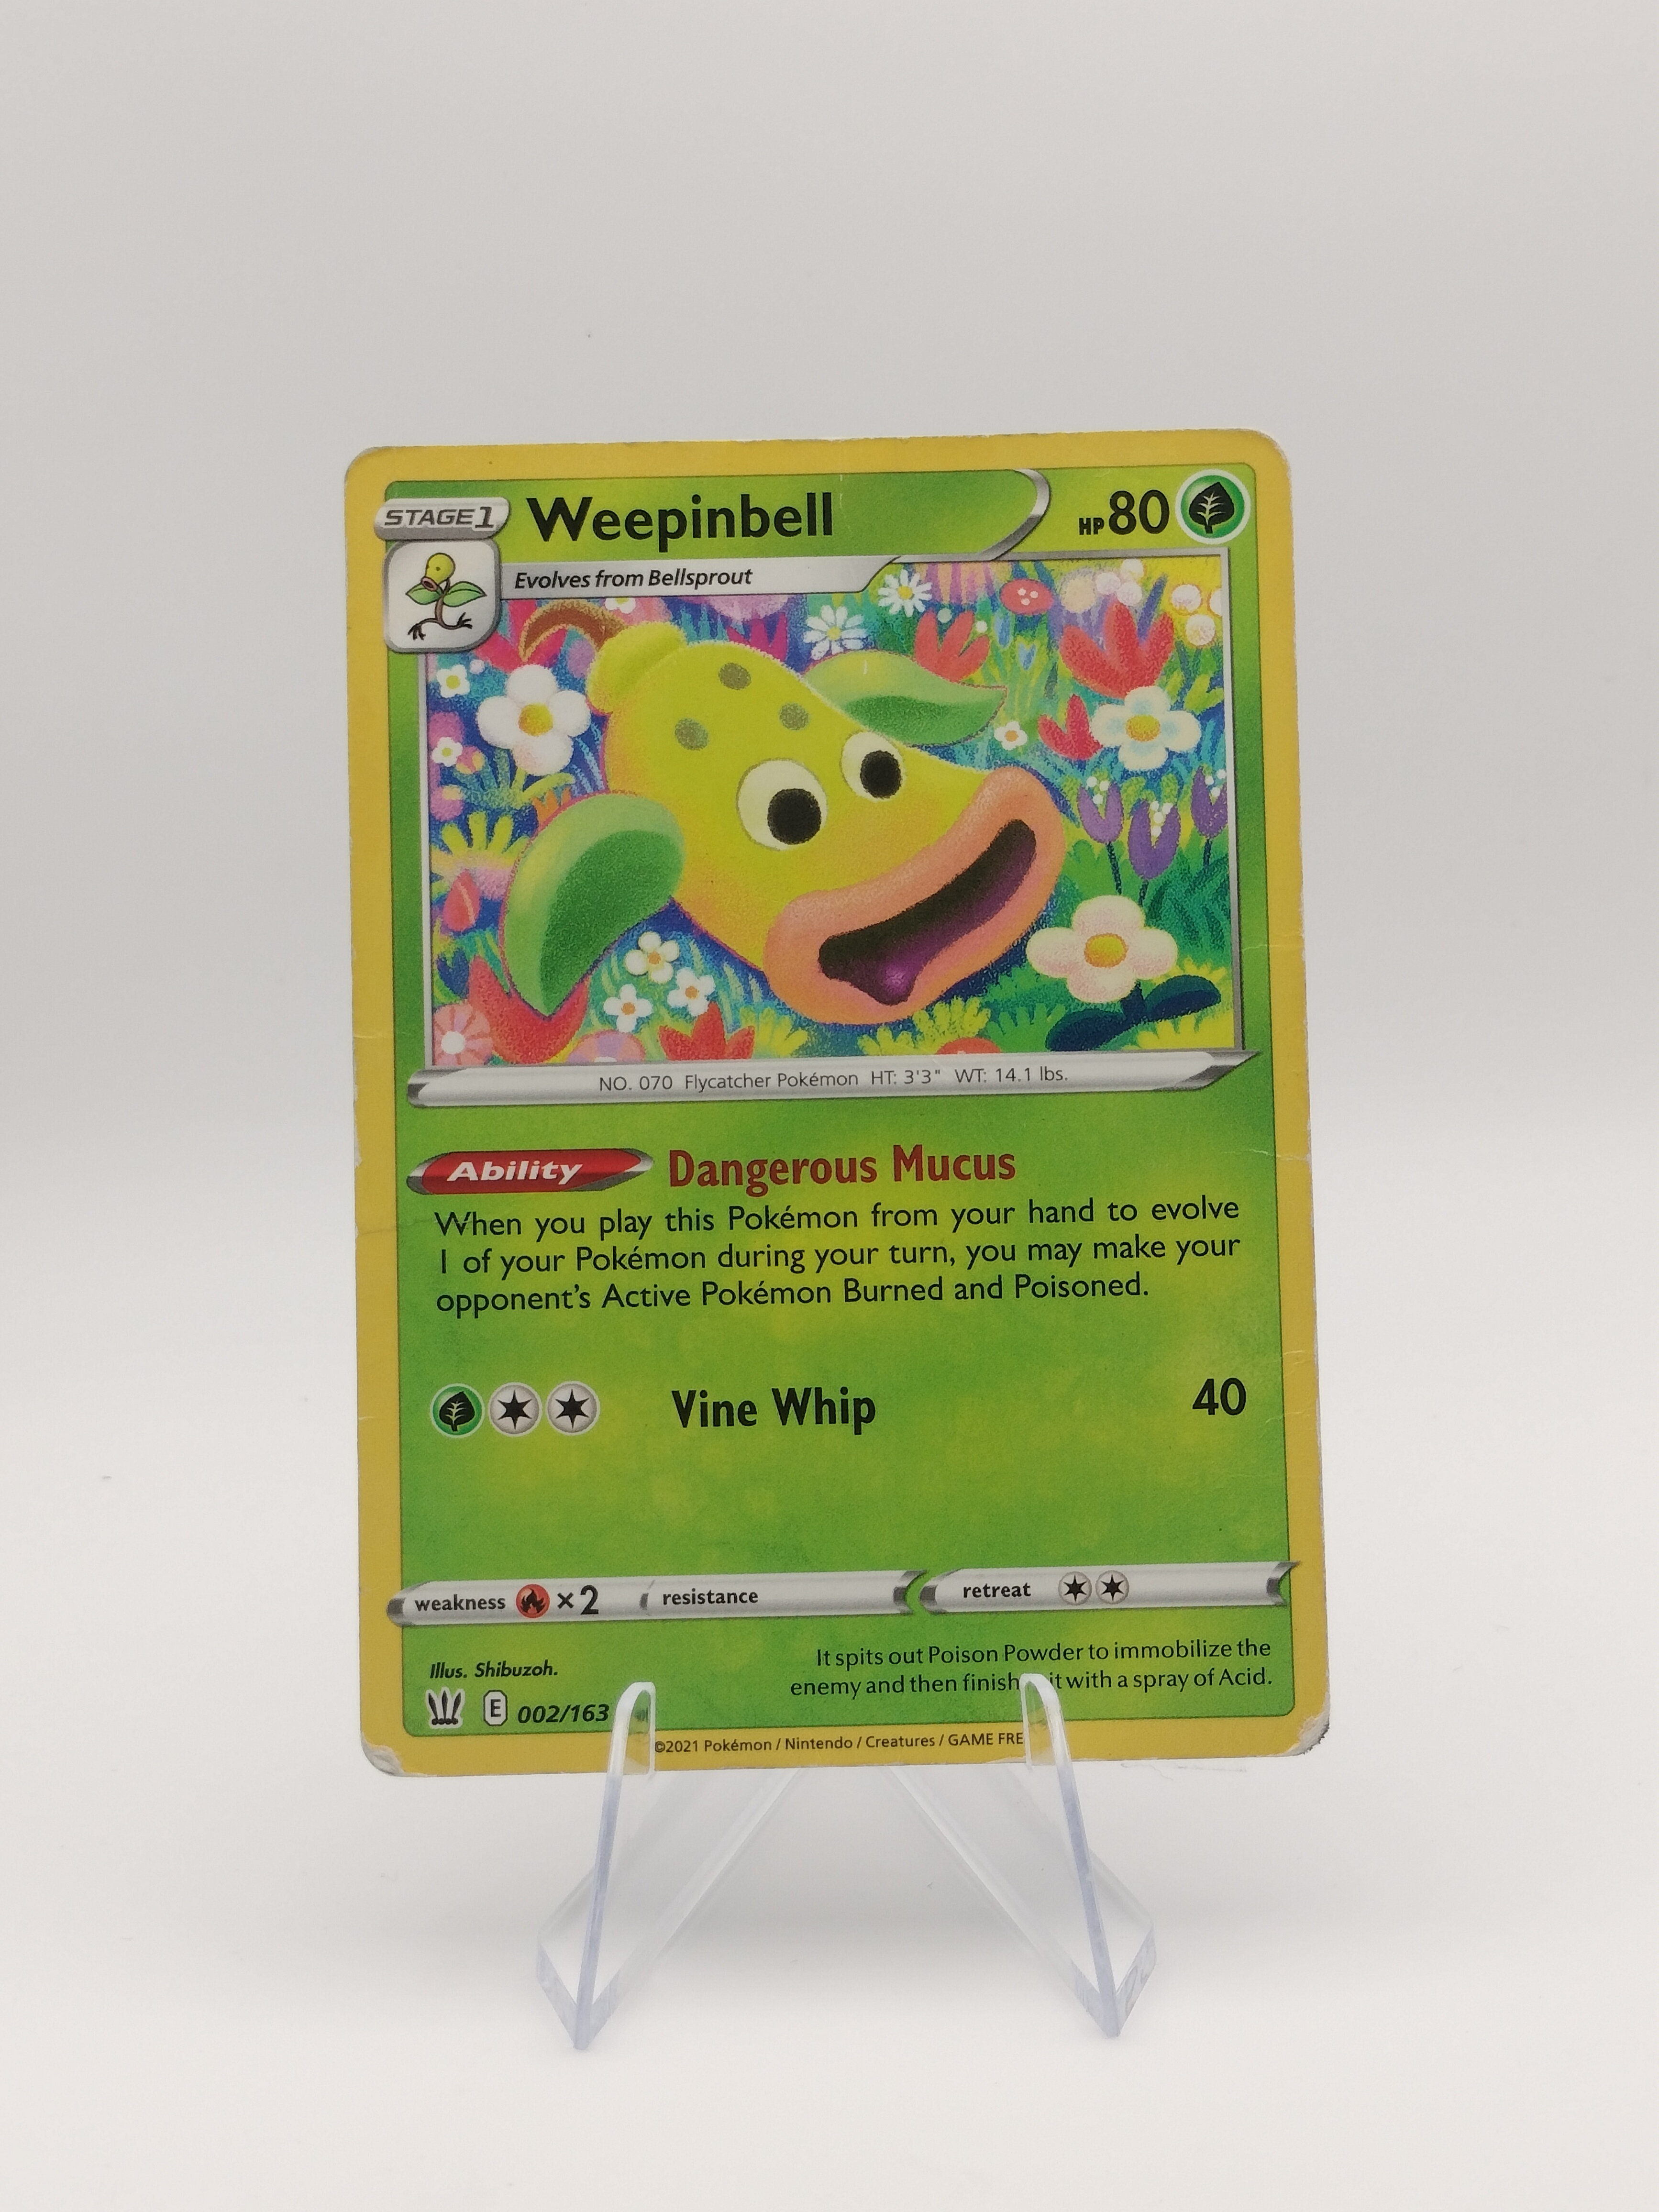 STAGE 1
Weepinbell
HP 80
Evolves from Bellsprout
NO. 070 Flycatcher Pokémon HT: 3'3" WT: 14.1 lbs.
Ability Dangerous Mucus
When you play this Pokémon from your hand to evolve
1 of your Pokémon during your turn, you may make your
opponent's Active Pokémon Burned and Poisoned.
Vine Whip 40
weakness ×2 resistance retreat
It spits out Poison Powder to immobilize the
enemy and then finish it with a spray of Acid.
Illus. Shibuzoh.
E 002/163
©2021 Pokémon / Nintendo / Creatures / GAME FRE